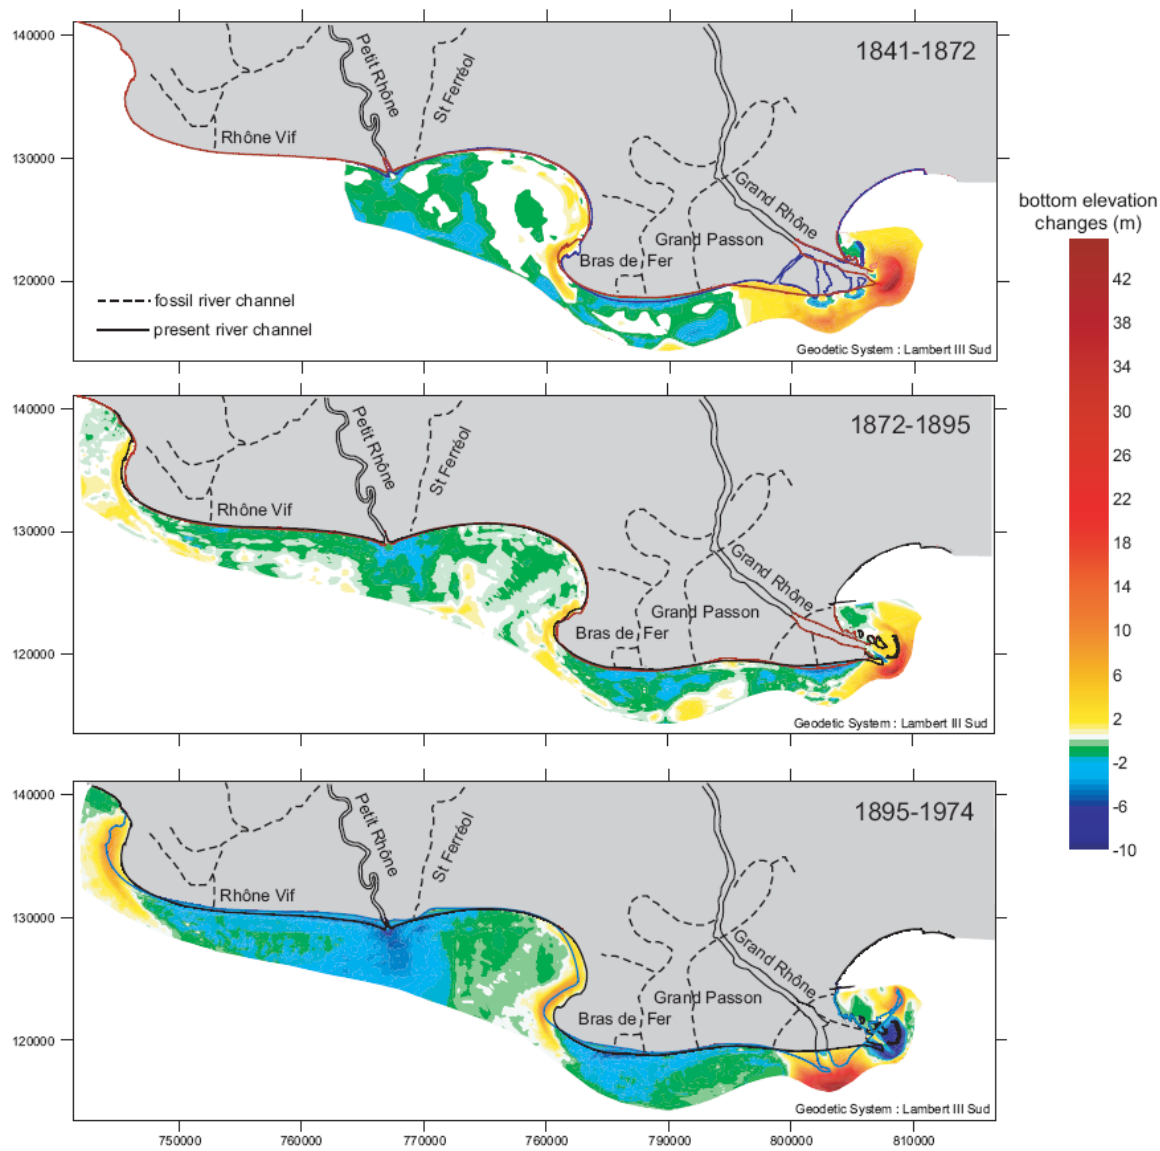 140000
1841-1872
Petit Rhône
St Ferréol
Rhône Vif
130000
Grand Rhône
Grand Passon
Bras de Fer
120000
fossil river channel
present river channel
Geodetic System : Lambert III Sud
140000
1872-1895
Petit Rhône
St Ferréol
Rhône Vif
130000
Grand Rhône
Grand Passon
Bras de Fer
120000
Geodetic System : Lambert III Sud
140000
1895-1974
Petit Rhône
St Ferréol
Rhône Vif
130000
Grand Rhône
Grand Passon
Bras de Fer
120000
Geodetic System : Lambert III Sud
750000 760000 770000 780000 790000 800000 810000
bottom elevation
changes (m)
42
38
34
30
26
22
18
14
10
6
2
-2
-6
-10